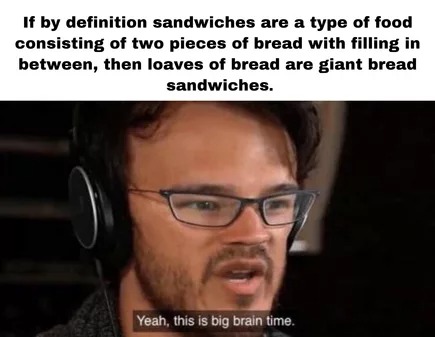 If by definition sandwiches are a type of food
consisting of two pieces of bread with filling in
between, then loaves of bread are giant bread
sandwiches.
Yeah, this is big brain time.